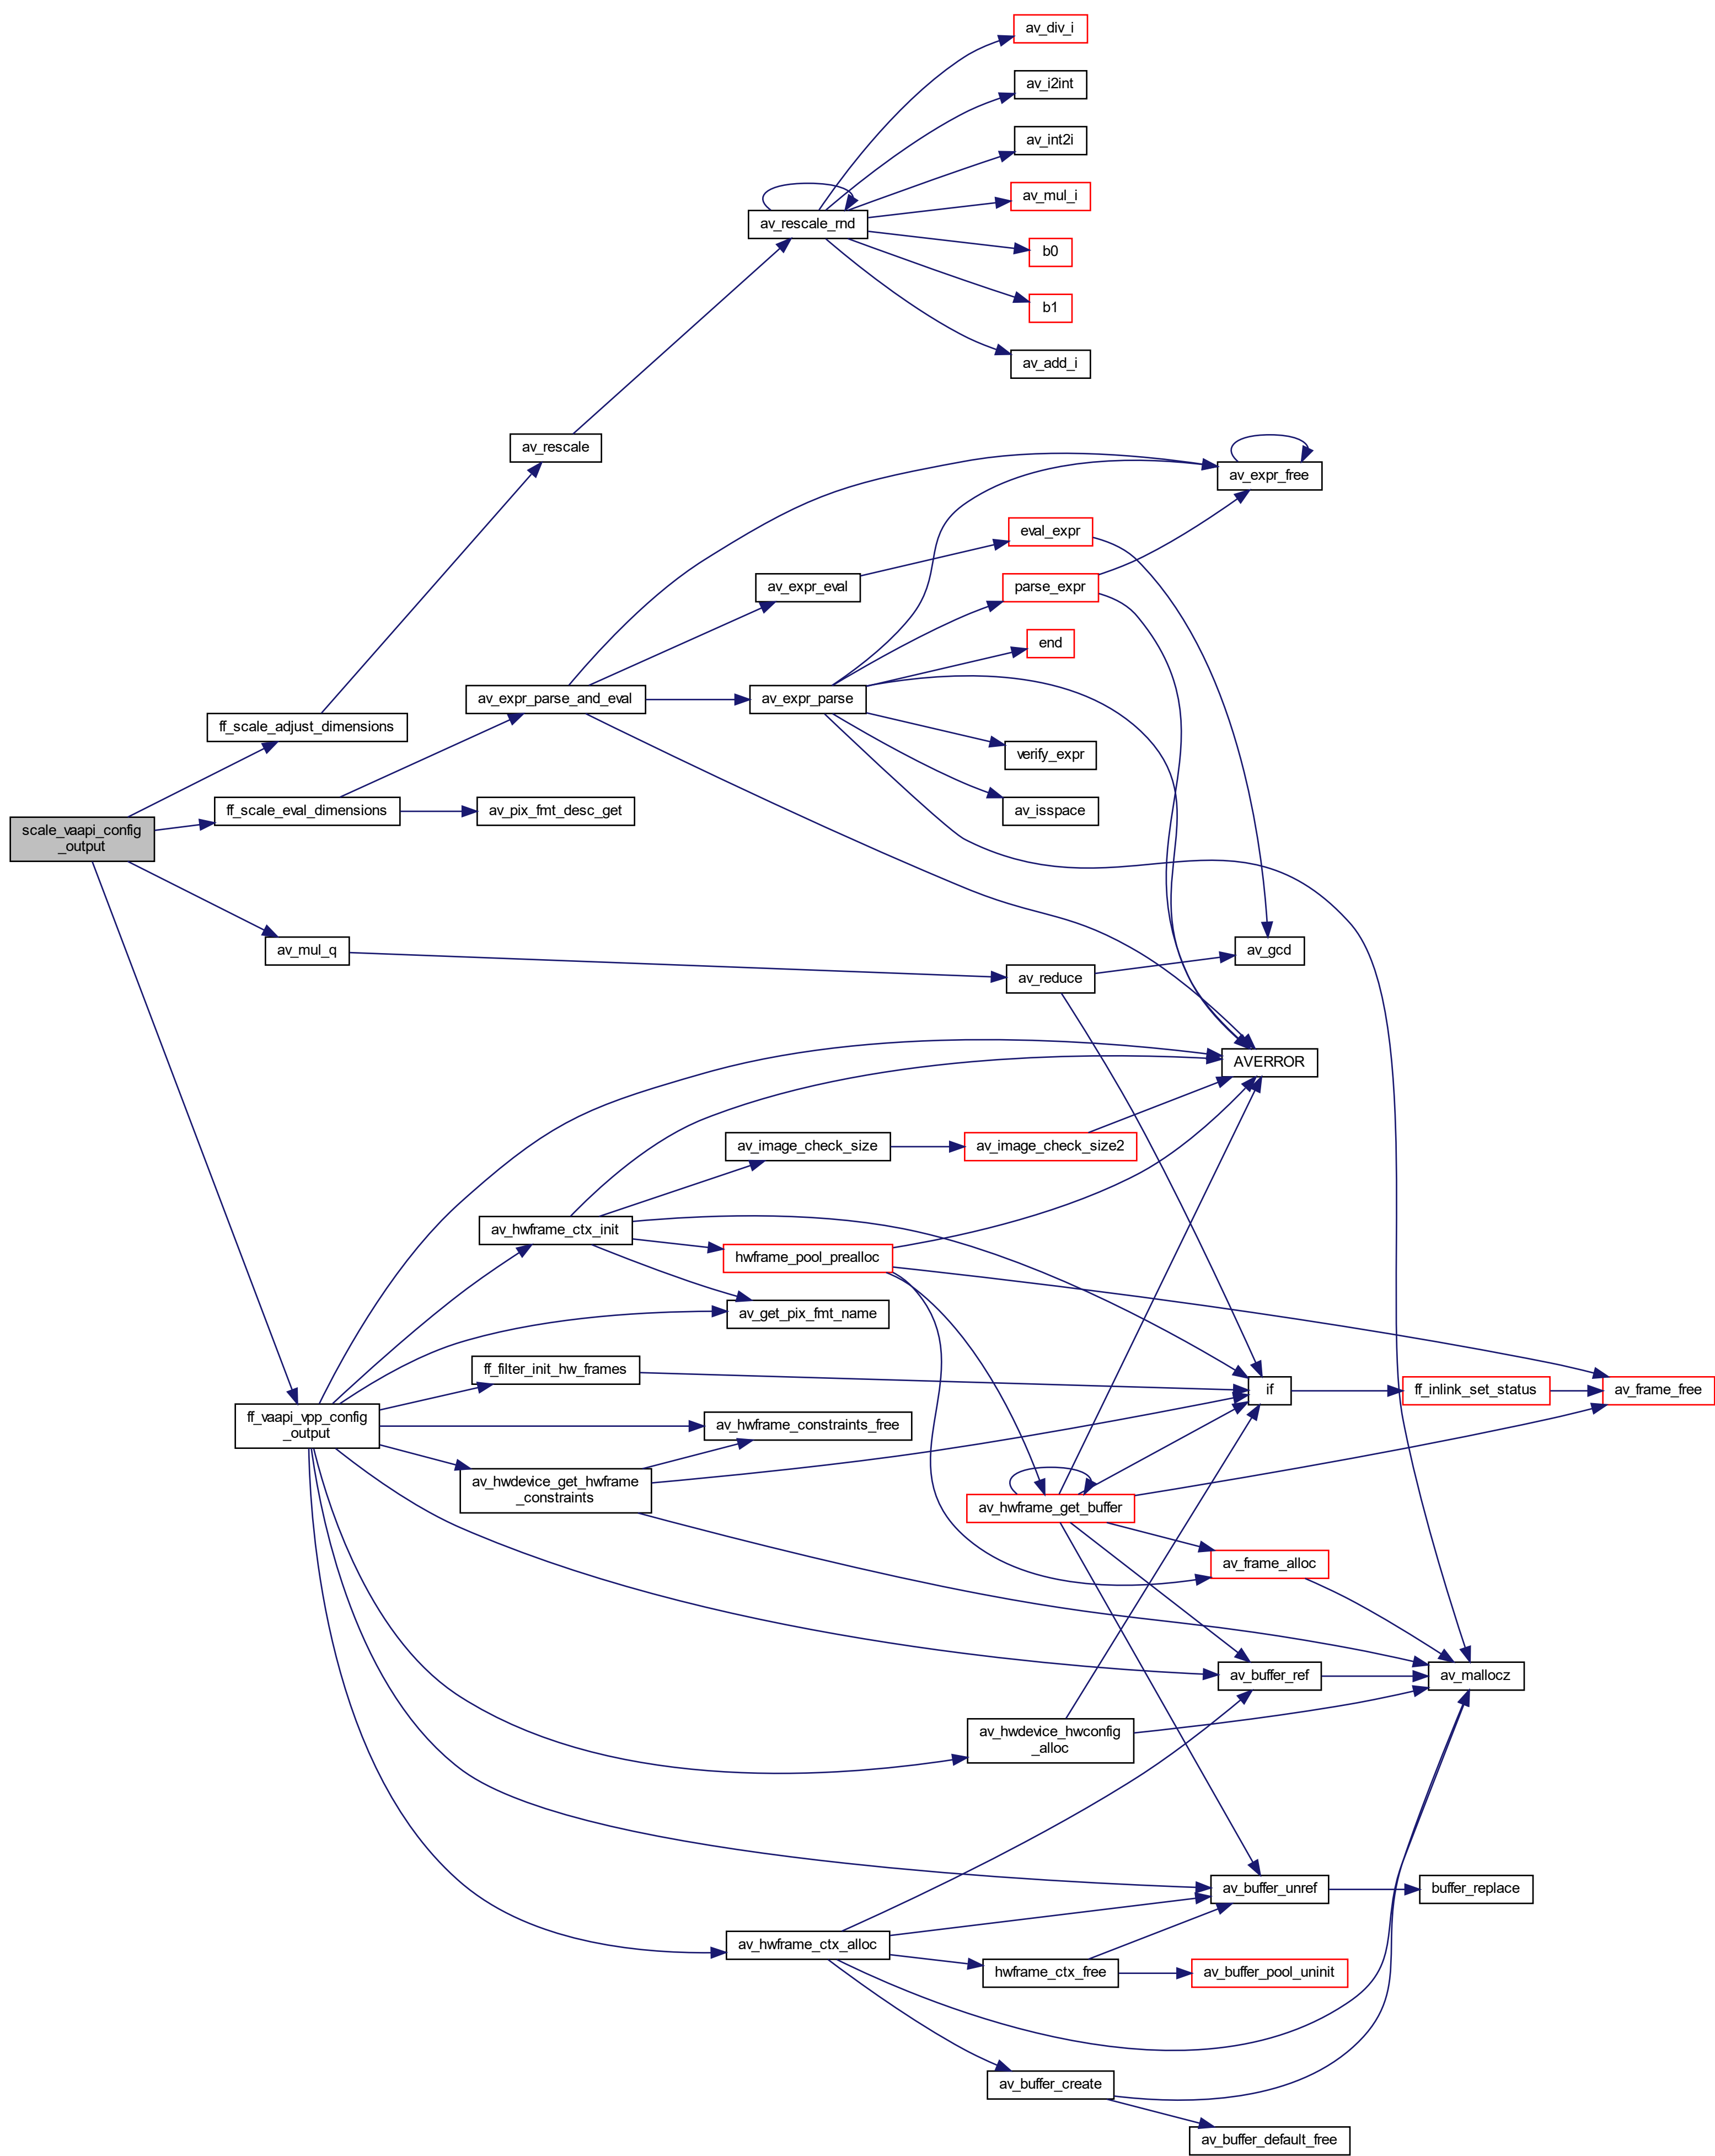 av_div_i
av_i2int
av_int2i
av_mul_i
av_rescale_rnd
b0
b1
av_add_i
av_rescale
av_expr_free
eval_expr
av_expr_eval
parse_expr
end
av_expr_parse_and_eval
av_expr_parse
ff_scale_adjust_dimensions
verify_expr
ff_scale_eval_dimensions
av_pix_fmt_desc_get
av_isspace
scale_vaapi_config
_output
av_mul_q
av_gcd
av_reduce
AVERROR
av_image_check_size
av_image_check_size2
av_hwframe_ctx_init
hwframe_pool_prealloc
av_get_pix_fmt_name
ff_filter_init_hw_frames
if
ff_inlink_set_status
av_frame_free
ff_vaapi_vpp_config
_output
av_hwframe_constraints_free
av_hwdevice_get_hwframe
_constraints
av_hwframe_get_buffer
av_frame_alloc
av_buffer_ref
av_mallocz
av_hwdevice_hwconfig
_alloc
av_buffer_unref
buffer_replace
av_hwframe_ctx_alloc
hwframe_ctx_free
av_buffer_pool_uninit
av_buffer_create
av_buffer_default_free